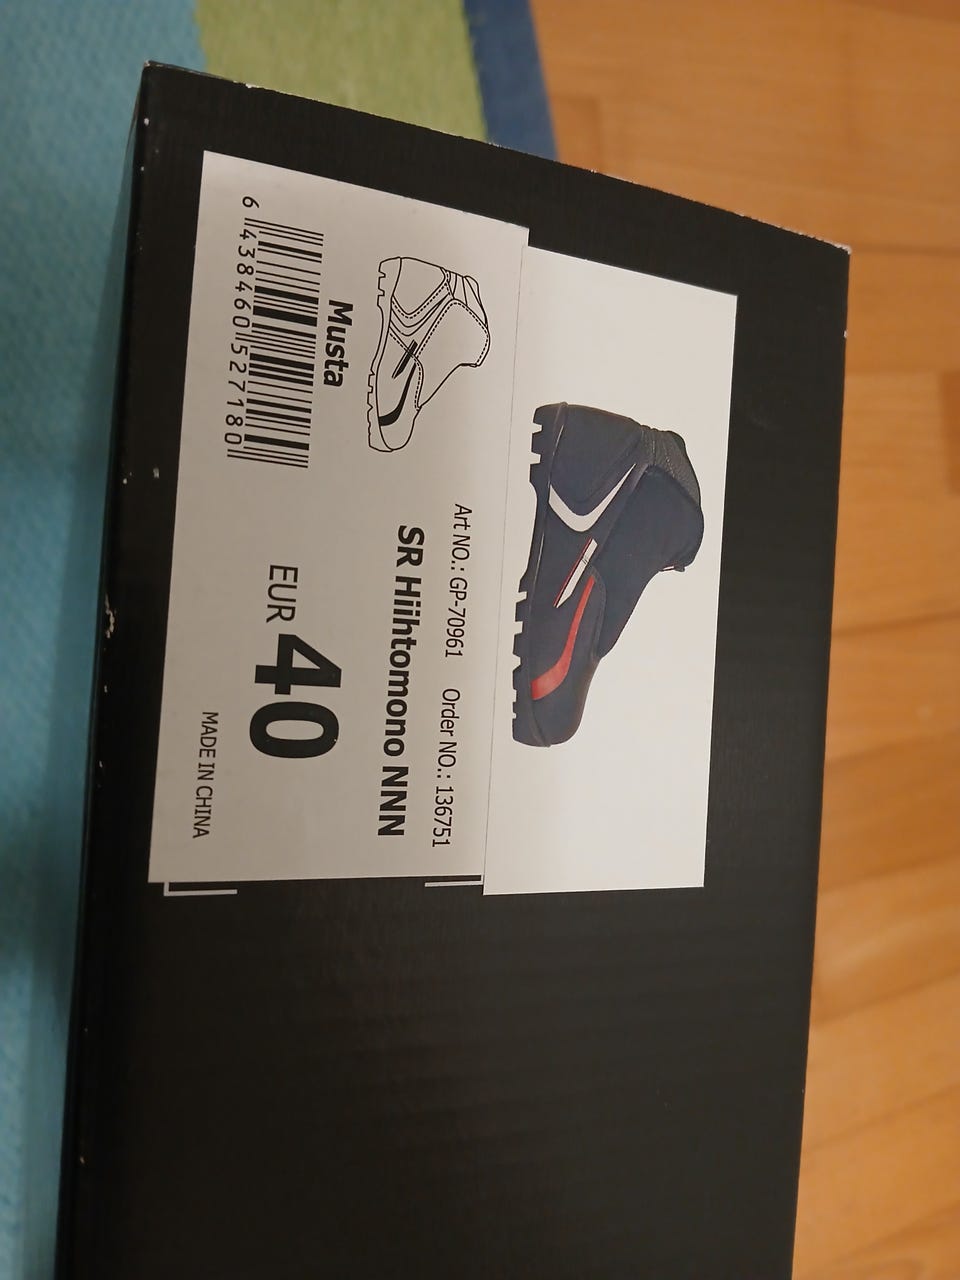 Art NO.: GP-70961 Order NO.: 136751
SR Hiihtomono NNN
Musta
EUR 40
6 438460 527180
MADE IN CHINA